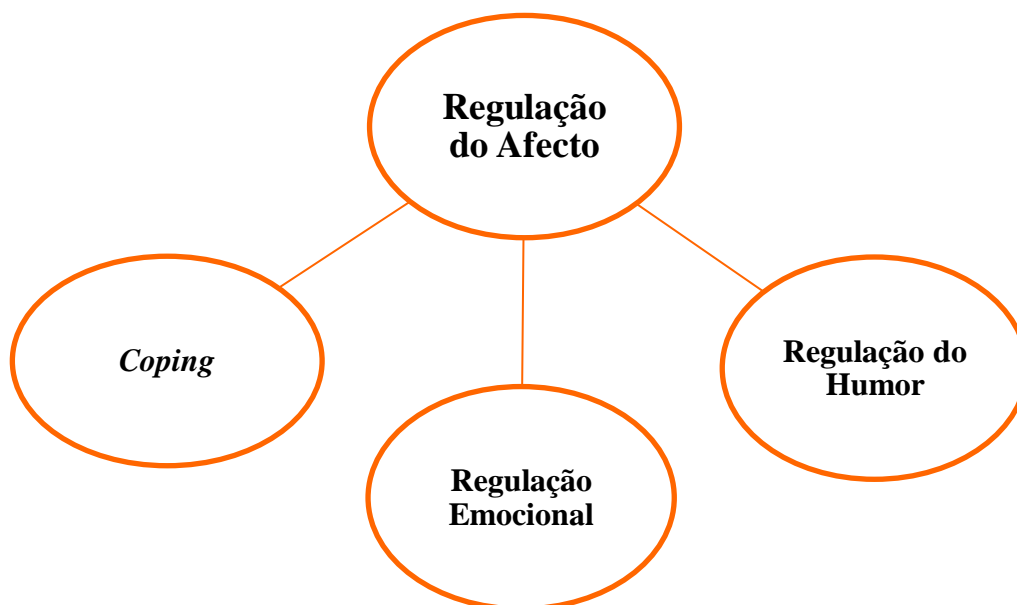 Regulação
do Afecto
Coping
Regulação do
Humor
Regulação
Emocional